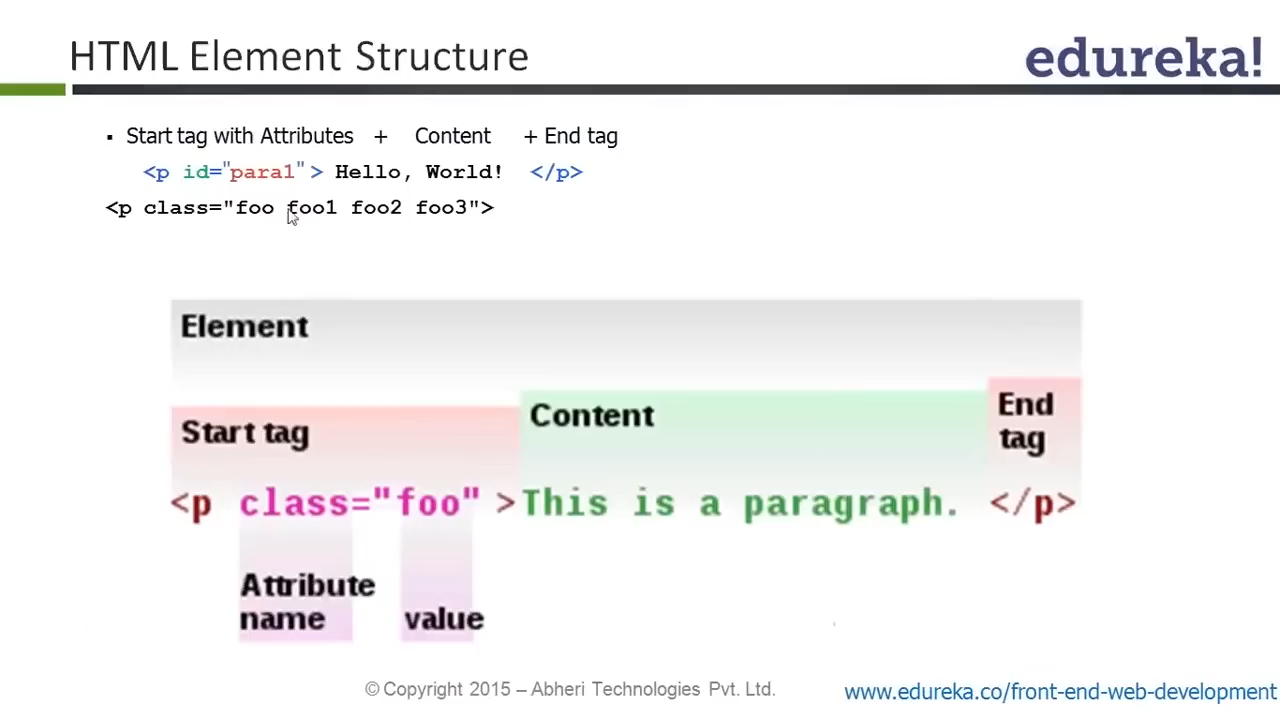 HTML Element Structure
edureka!
▪ Start tag with Attributes + Content + End tag
<p id="para1" > Hello, World! </p>
<p class="foo foo1 foo2 foo3">
Element
Start tag
Content
End
tag
<p class="foo" >This is a paragraph. </p>
Attribute
name
value
© Copyright 2015 – Abheri Technologies Pvt. Ltd.
www.edureka.co/front-end-web-development